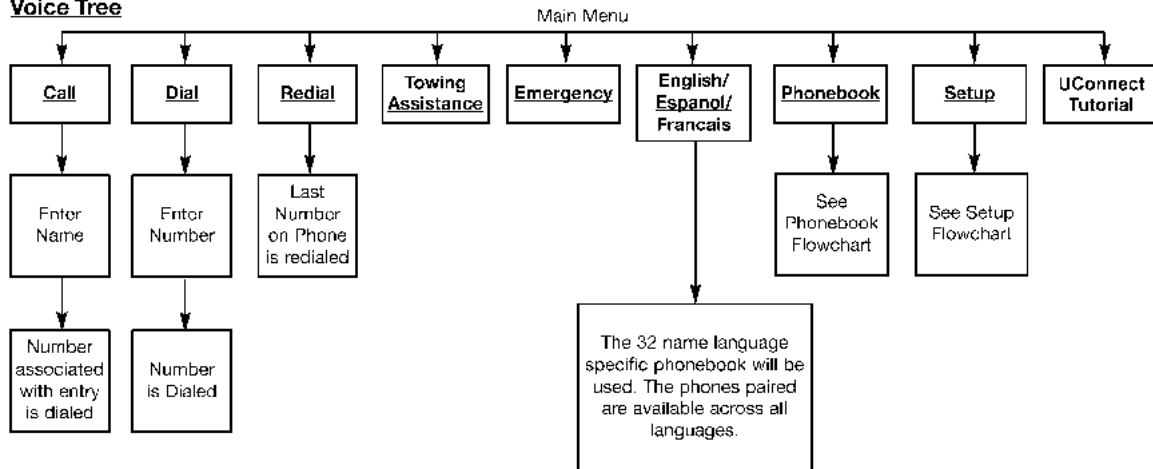 Voice Tree
Main Menu
Call
Dial
Redial
Towing
Assistance
Emergency
English/
Espanol/
Francais
Phonebook
Setup
UConnect
Tutorial
Enter
Name
Enter
Number
Last
Number
on Phone
is redialed
See
Phonebook
Flowchart
See Setup
Flowchart
Number
associated
with entry
is dialed
Number
is Dialed
The 32 name language
specific phonebook will be
used. The phones paired
are available across all
languages.